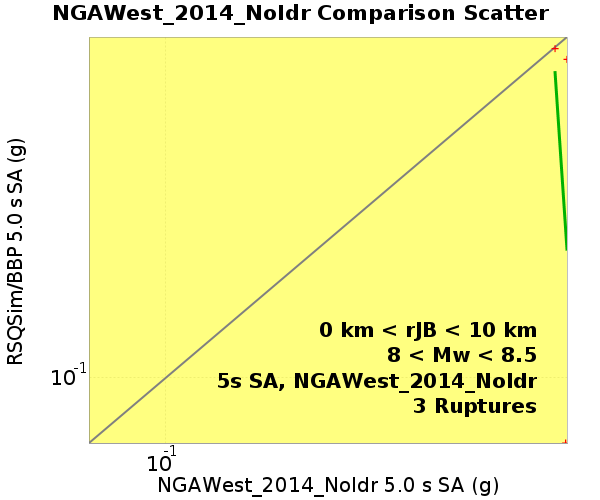 NGAWest_2014_NoIdr Comparison Scatter
RSQSim/BBP 5.0 s SA (g)
0 km < rJB < 10 km
8 < Mw < 8.5
5s SA, NGAWest_2014_NoIdr
3 Ruptures
10-1
10-1
NGAWest_2014_NoIdr 5.0 s SA (g)